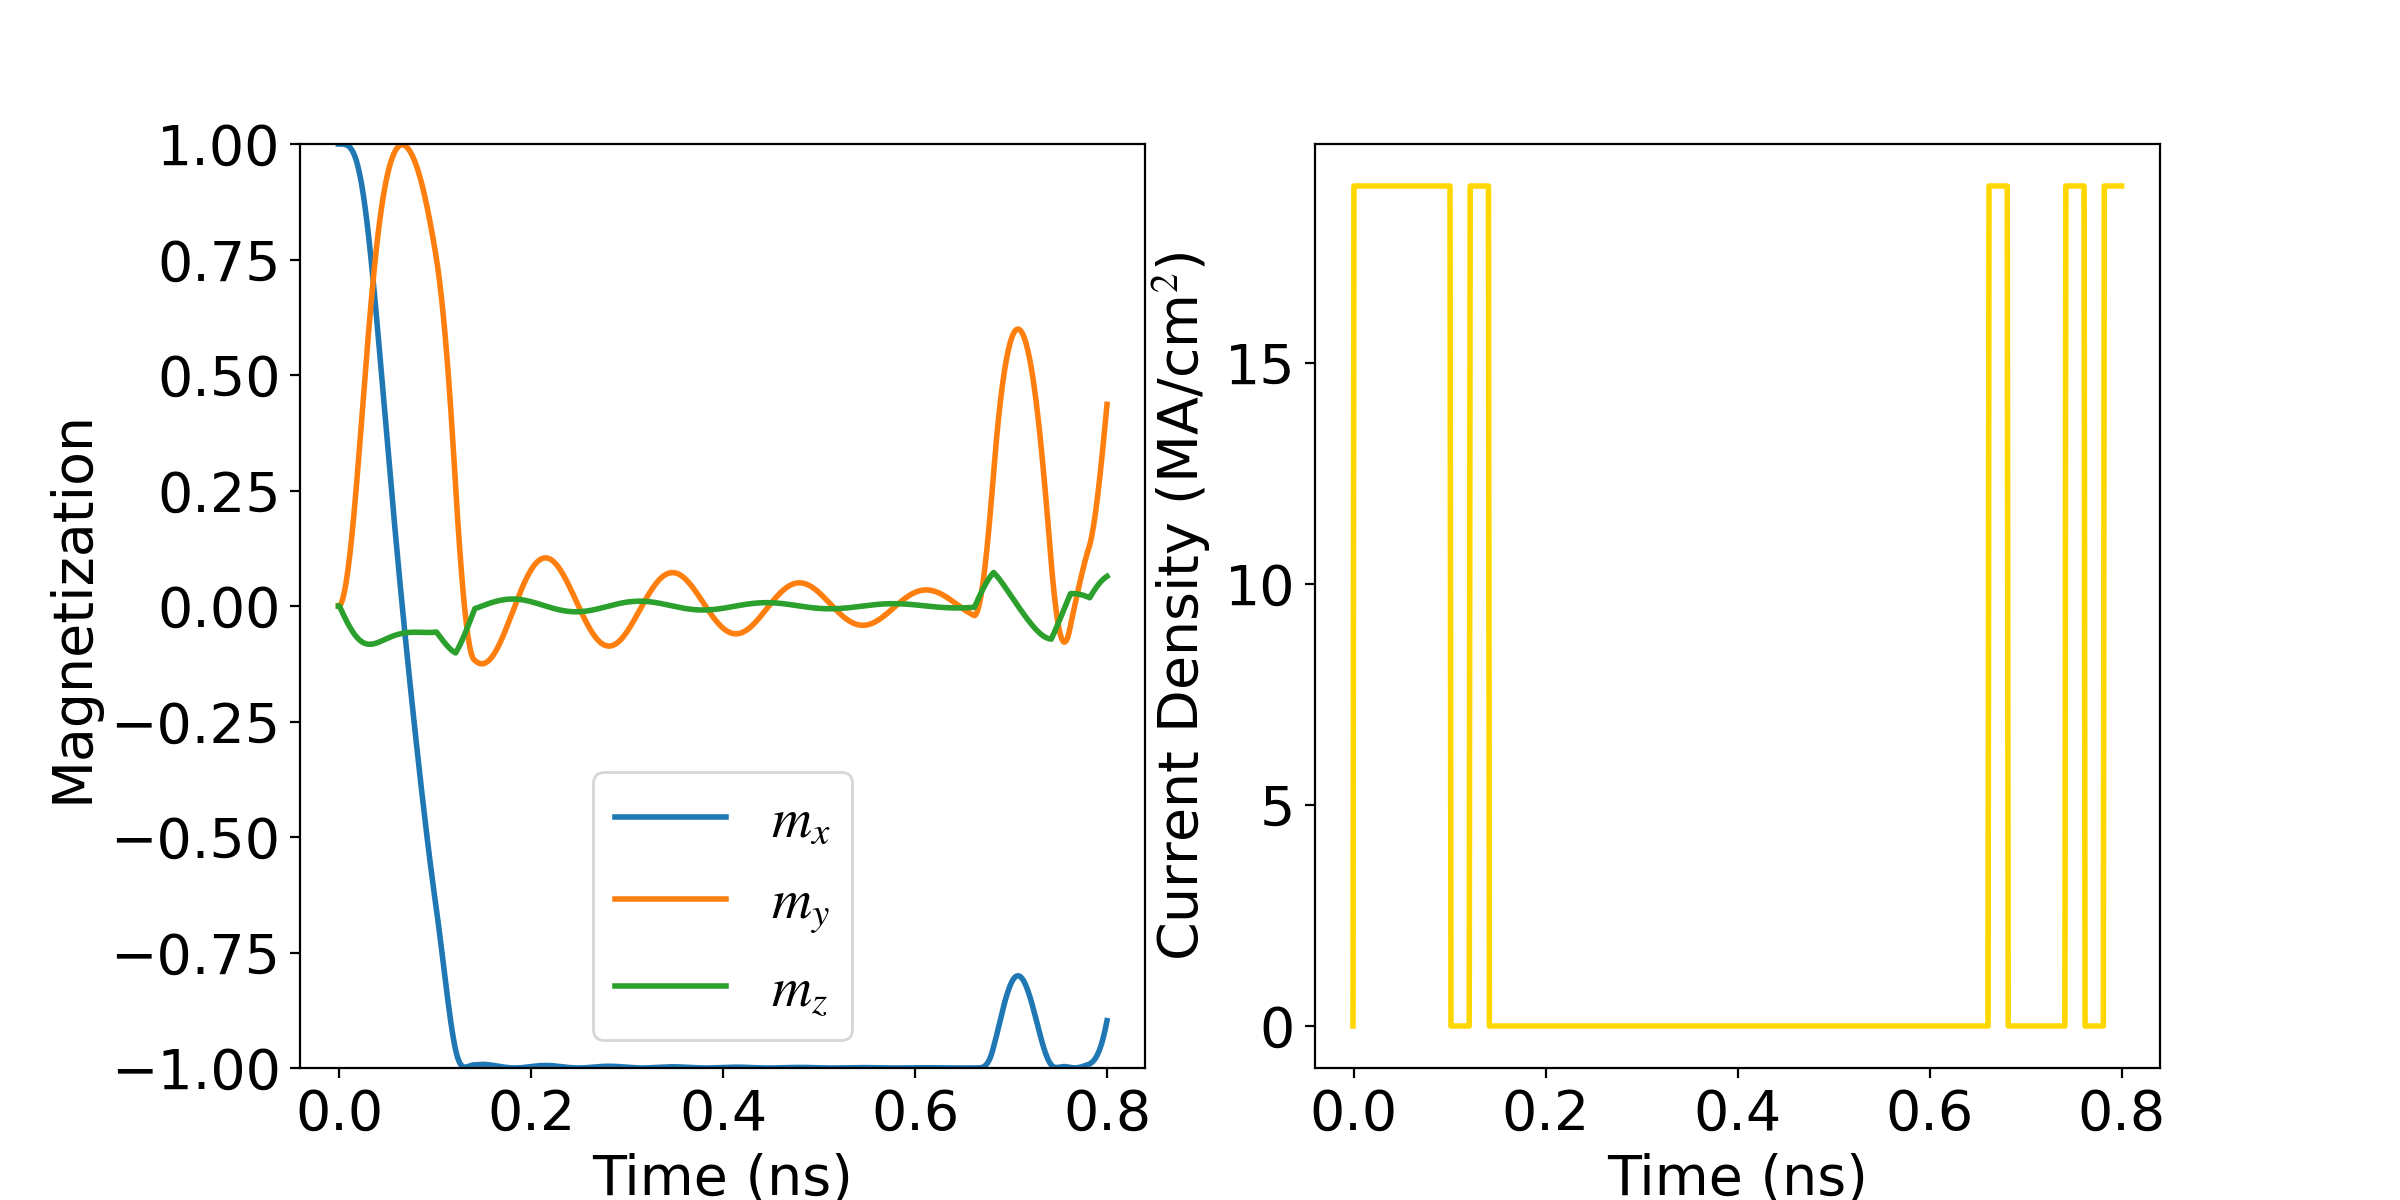 Magnetization
1.00
0.75
0.50
0.25
0.00
−0.25
−0.50
−0.75
−1.00
0.0 0.2 0.4 0.6 0.8
Time (ns)
m_x
m_y
m_z
Current Density (MA/cm²)
15
10
5
0
0.0 0.2 0.4 0.6 0.8
Time (ns)